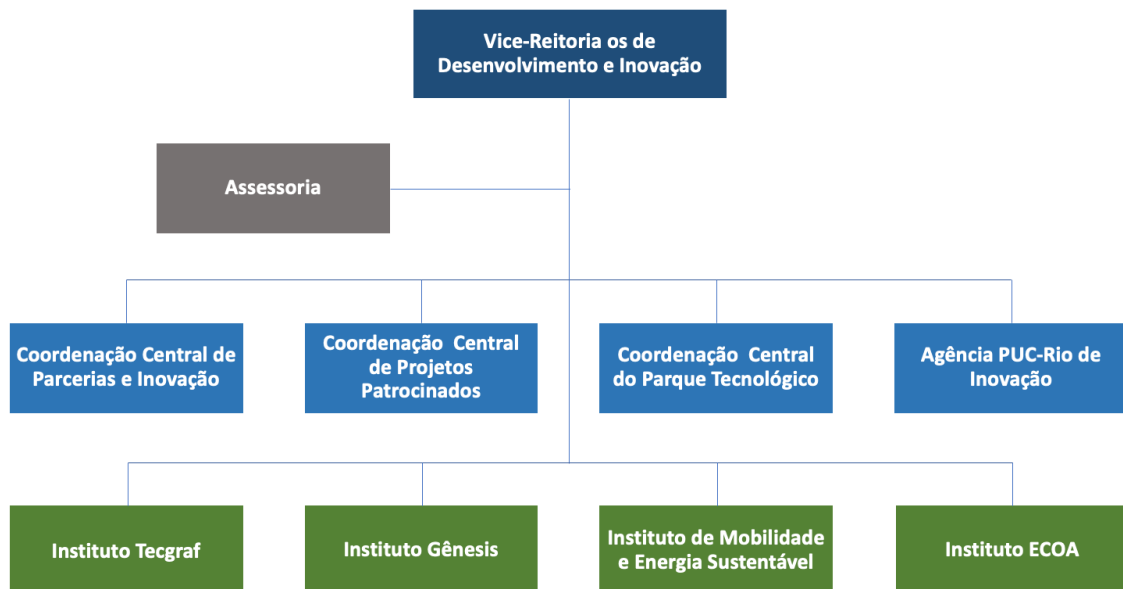 Vice-Reitoria os de
Desenvolvimento e Inovação
Assessoria
Coordenação Central de
Parcerias e Inovação
Coordenação Central
de Projetos
Patrocinados
Coordenação Central
do Parque Tecnológico
Agência PUC-Rio de
Inovação
Instituto Tecgraf
Instituto Gênesis
Instituto de Mobilidade
e Energia Sustentável
Instituto ECOA